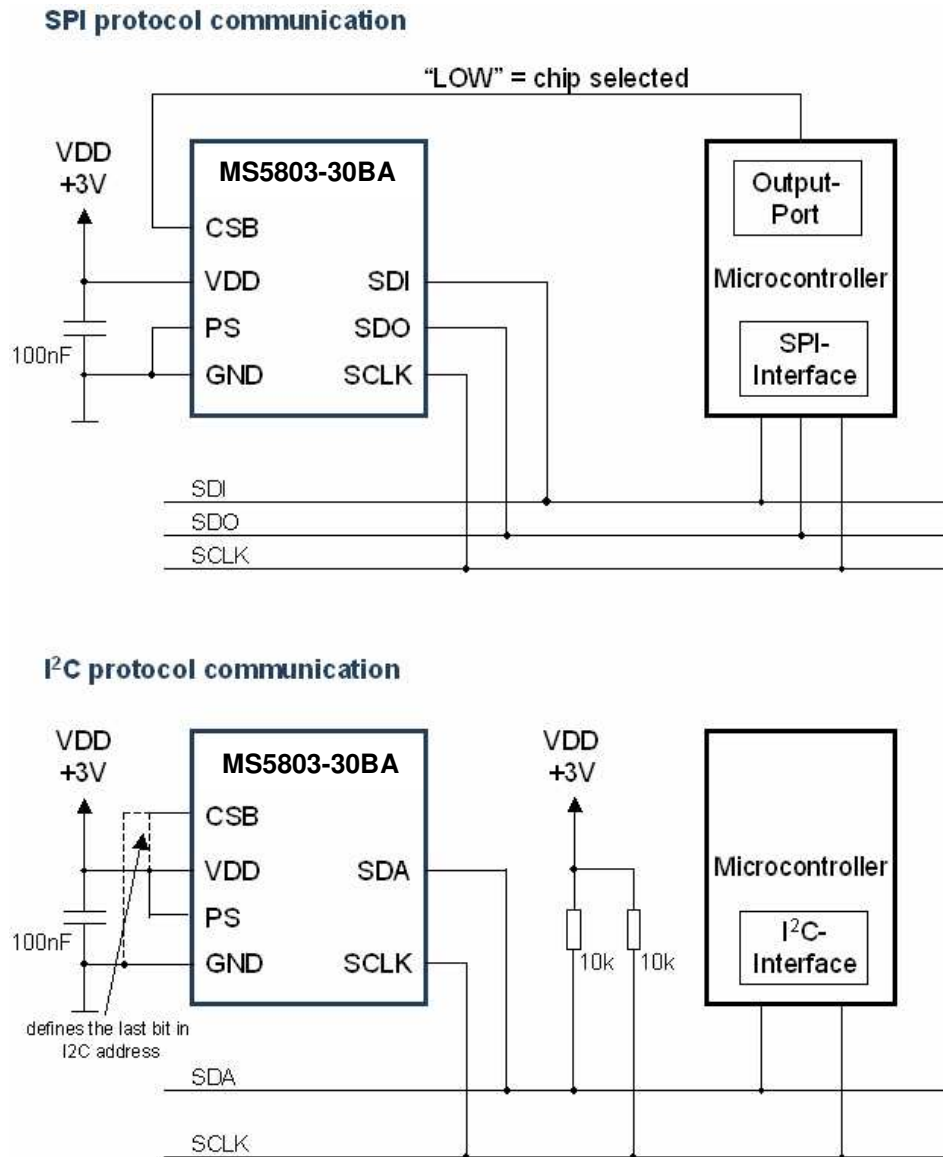 SPI protocol communication
“LOW” = chip selected
VDD
+3V
MS5803-30BA
CSB
VDD
PS
GND
SDI
SDO
SCLK
100nF
Output-
Port
Microcontroller
SPI-
Interface
SDI
SDO
SCLK
I²C protocol communication
VDD
+3V
MS5803-30BA
CSB
VDD
PS
GND
SDA
SCLK
100nF
defines the last bit in
I2C address
VDD
+3V
10k
10k
Microcontroller
I²C-
Interface
SDA
SCLK